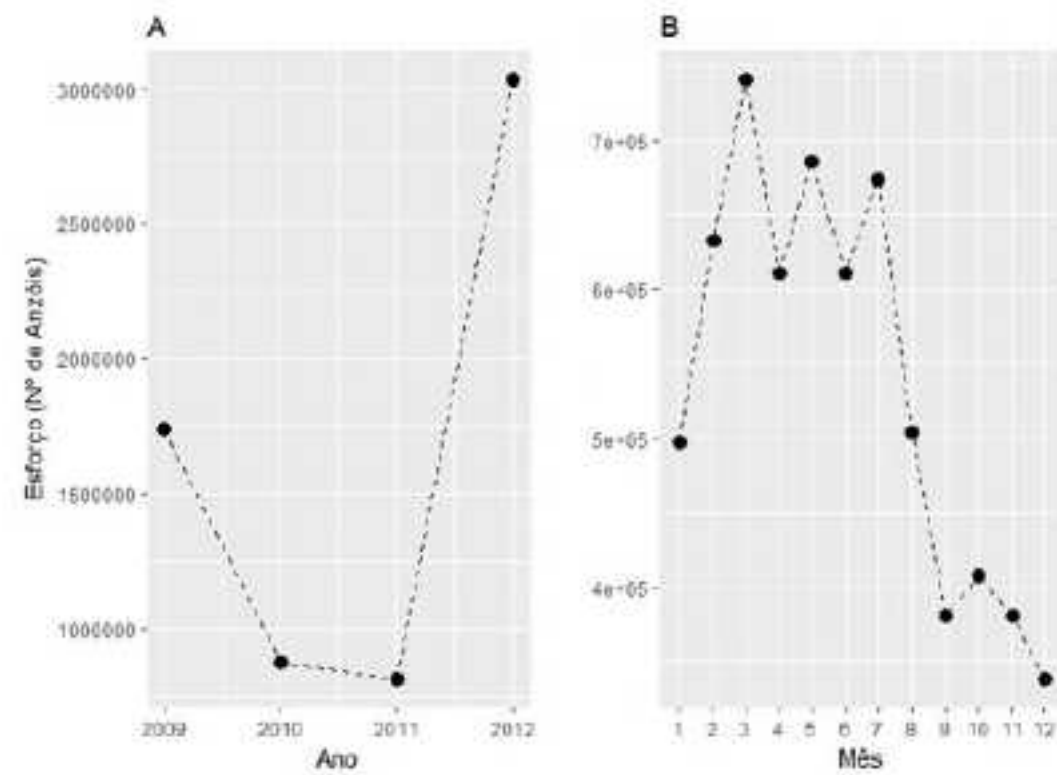 A
Esforço (Nº de Anzóis)
3000000
2500000
2000000
1500000
1000000
2009 2010 2011 2012
Ano
B
7e+05
6e+05
5e+05
4e+05
1 2 3 4 5 6 7 8 9 10 11 12
Mês